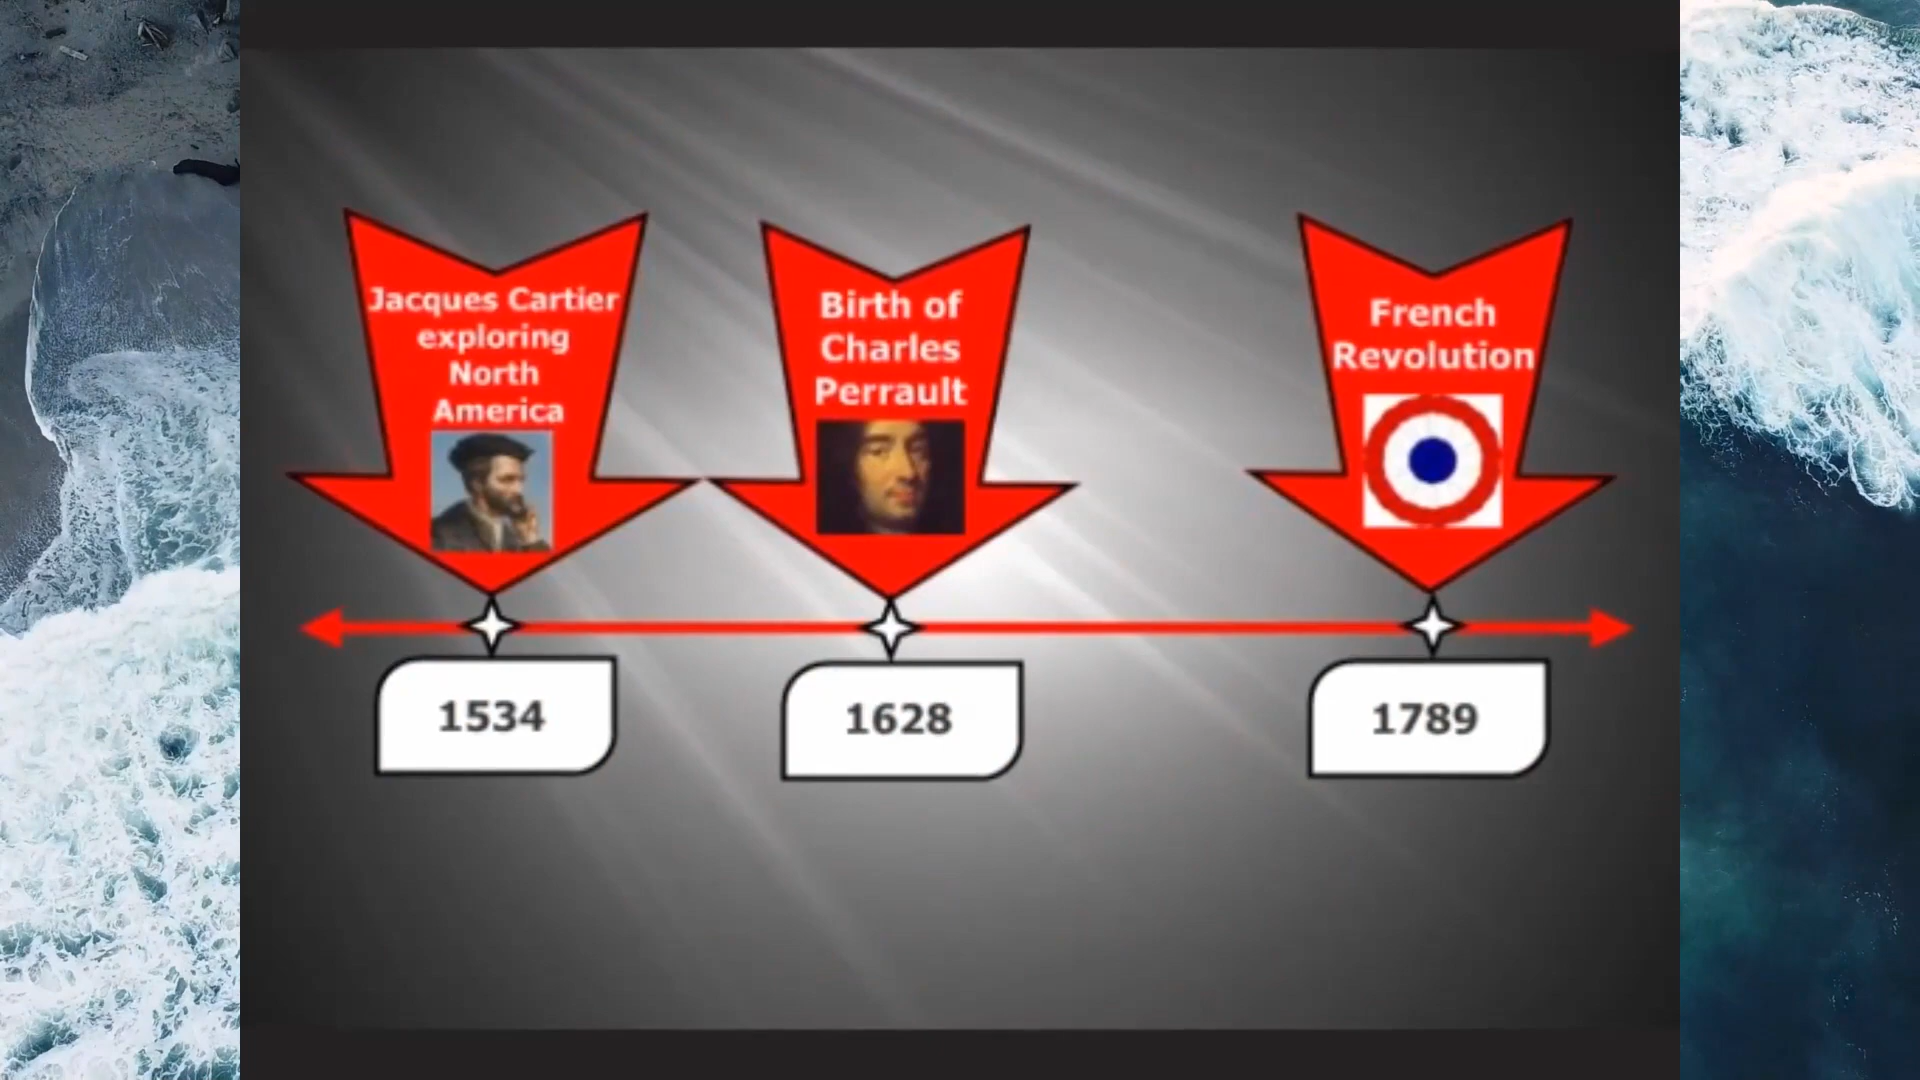 Jacques Cartier
exploring
North
America
Birth of
Charles
Perrault
French
Revolution
1534
1628
1789